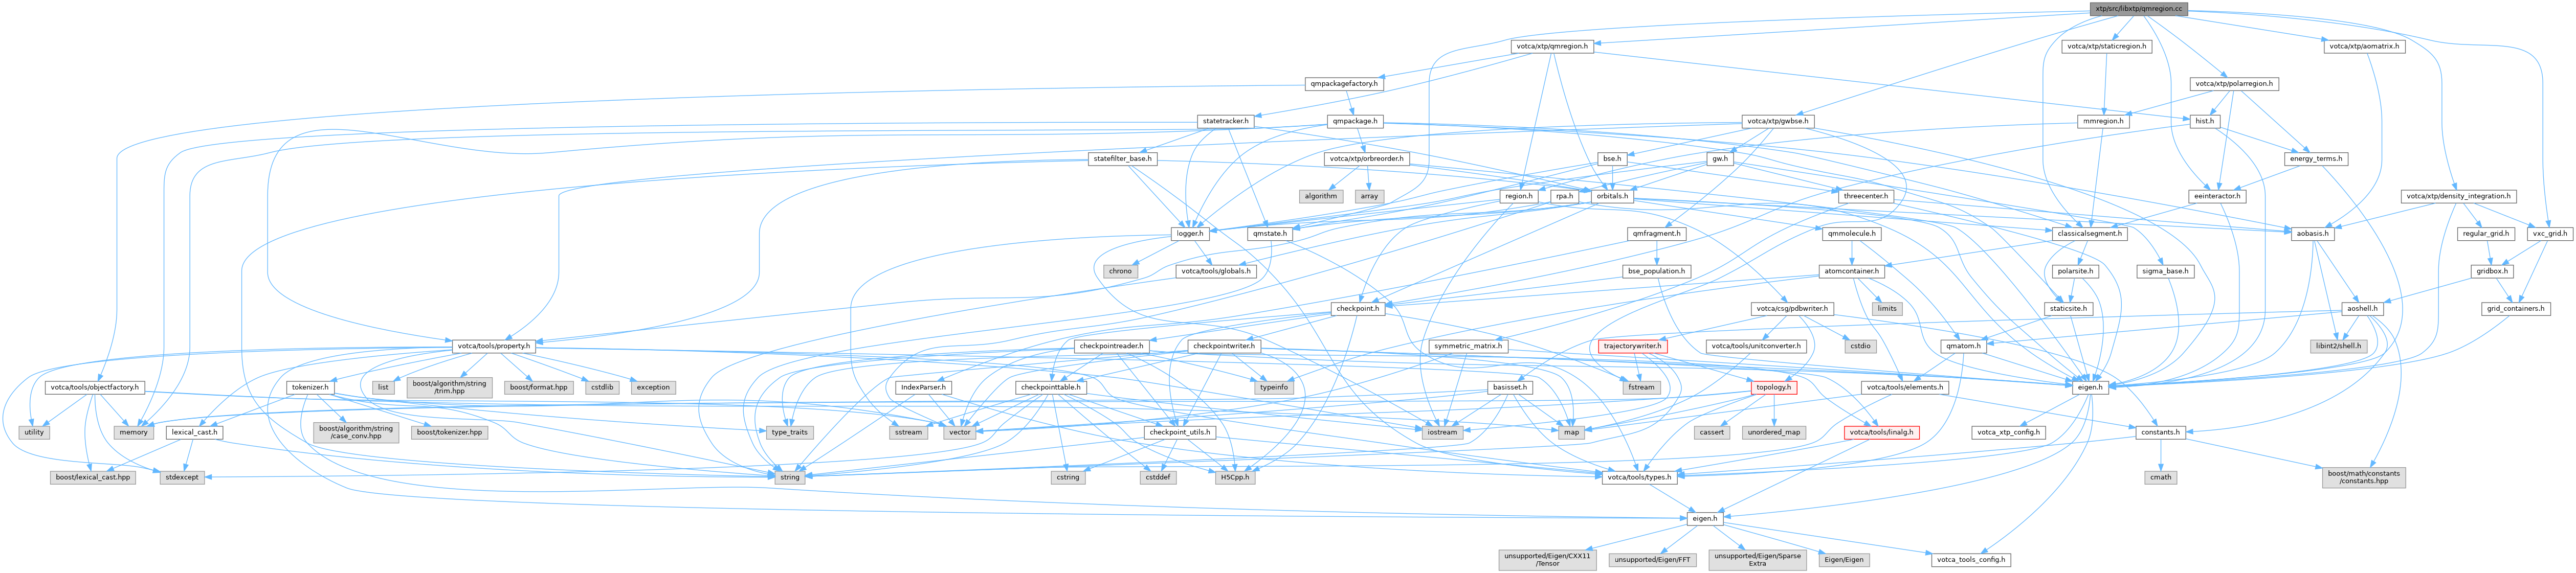 xtp/src/libxtp/qmregion.cc
votca/xtp/qmregion.h
votca/xtp/staticregion.h
votca/xtp/aomatrix.h
qmpackagefactory.h
votca/xtp/polarregion.h
statetracker.h
qmpackage.h
votca/xtp/gwbse.h
mmregion.h
hist.h
statefilter_base.h
votca/xtp/orbreorder.h
bse.h
gw.h
energy_terms.h
algorithm
array
region.h
rpa.h
orbitals.h
threecenter.h
eeinteractor.h
votca/xtp/density_integration.h
logger.h
qmstate.h
qmfragment.h
qmmolecule.h
classicalsegment.h
aobasis.h
regular_grid.h
vxc_grid.h
chrono
votca/tools/globals.h
bse_population.h
atomcontainer.h
polarsite.h
sigma_base.h
gridbox.h
checkpoint.h
votca/csg/pdbwriter.h
limits
staticsite.h
aoshell.h
grid_containers.h
votca/tools/property.h
checkpointreader.h
checkpointwriter.h
symmetric_matrix.h
trajectorywriter.h
votca/tools/unitconverter.h
cstdio
qmatom.h
libint2/shell.h
votca/tools/objectfactory.h
tokenizer.h
list
boost/algorithm/string
/trim.hpp
boost/format.hpp
cstdlib
exception
IndexParser.h
checkpointtable.h
typeinfo
basisset.h
fstream
topology.h
votca/tools/elements.h
eigen.h
utility
memory
lexical_cast.h
boost/algorithm/string
/case_conv.hpp
boost/tokenizer.hpp
type_traits
sstream
vector
checkpoint_utils.h
iostream
map
cassert
unordered_map
votca/tools/linalg.h
votca_xtp_config.h
constants.h
boost/lexical_cast.hpp
stdexcept
string
cstring
cstddef
H5Cpp.h
votca/tools/types.h
cmath
boost/math/constants
/constants.hpp
eigen.h
unsupported/Eigen/CXX11
/Tensor
unsupported/Eigen/FFT
unsupported/Eigen/Sparse
Extra
Eigen/Eigen
votca_tools_config.h